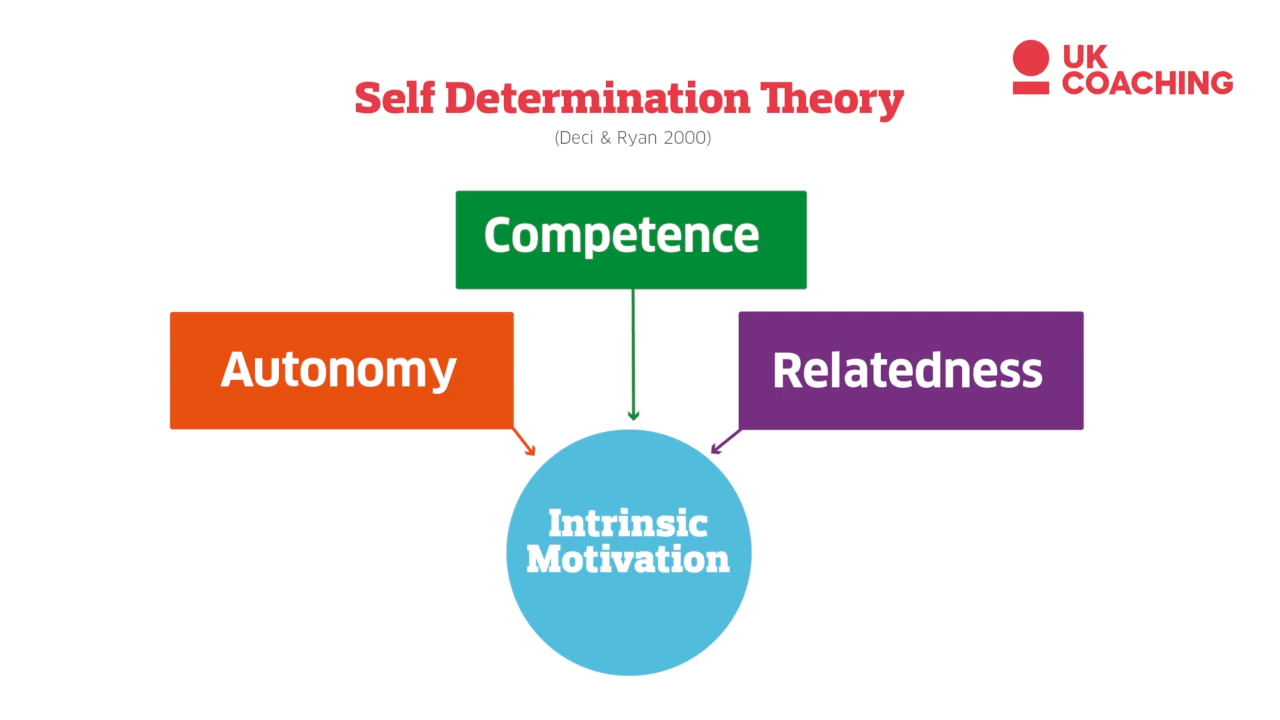 UK
COACHING
Self Determination Theory
(Deci & Ryan 2000)
Competence
Autonomy
Relatedness
Intrinsic
Motivation